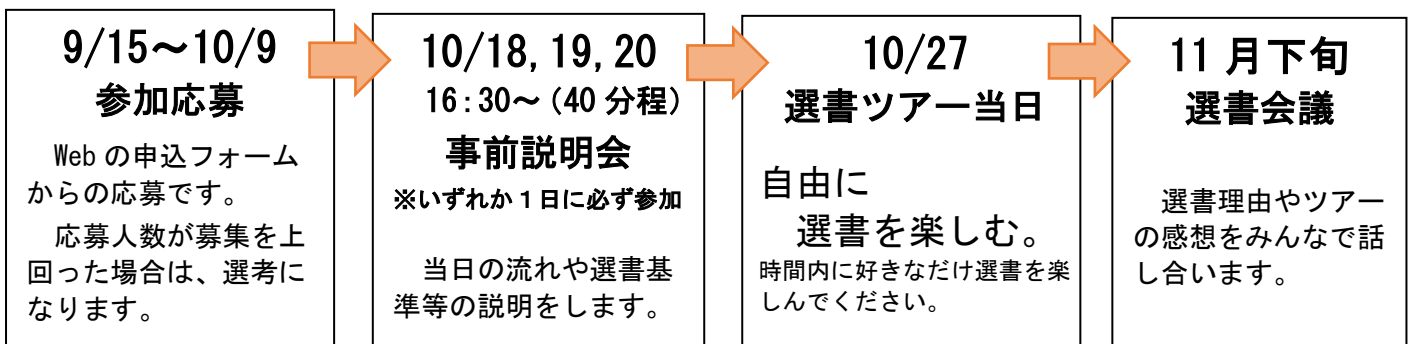 9/15～10/9
参加応募
Webの申込フォーム
からの応募です。
応募人数が募集を上
回った場合は、選考に
なります。
10/18,19,20
16:30～（40分程）
事前説明会
※いずれか1日に必ず参加
当日の流れや選書基
準等の説明をします。
10/27
選書ツアー当日
自由に
選書を楽しむ。
時間内に好きなだけ選書を楽
しんでください。
11月下旬
選書会議
選書理由やツアー
の感想をみんなで話
し合います。